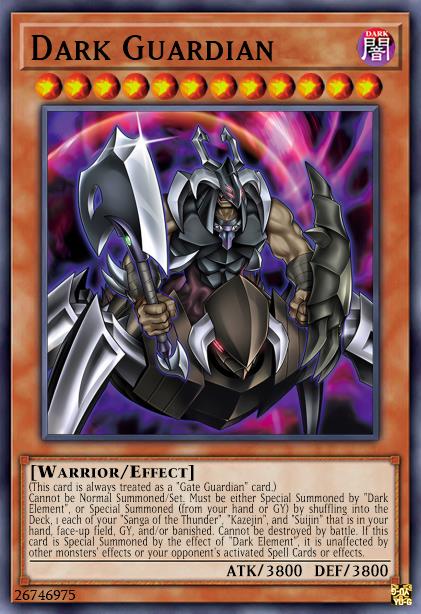 DARK GUARDIAN
DARK
闇
[WARRIOR/EFFECT]
(This card is always treated as a "Gate Guardian" card.)
Cannot be Normal Summoned/Set. Must be either Special Summoned by "Dark
Element", or Special Summoned (from your hand or GY) by shuffling into the
Deck, 1 each of your "Sanga of the Thunder", "Kazejin", and "Suijin" that is in your
hand, face-up field, GY, and/or banished. Cannot be destroyed by battle. If this
card is Special Summoned by the effect of "Dark Element", it is unaffected by
other monsters' effects or your opponent's activated Spell Cards or effects.
ATK/3800 DEF/3800
26746975